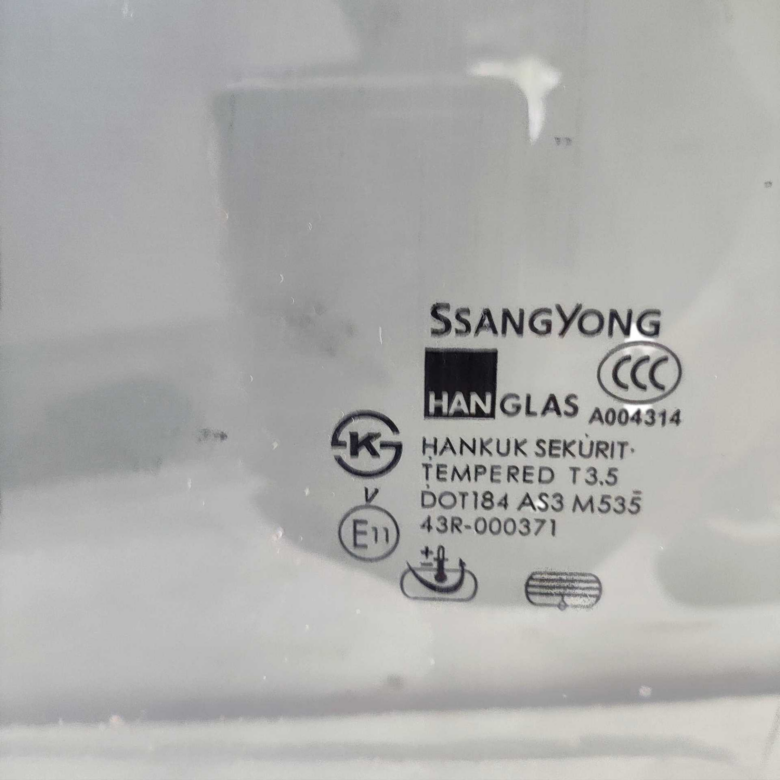 SSANGYONG
CCC
HANGLAS A004314
K
HANKUK SEKURIT
TEMPERED T3.5
V
DOT184 AS3 M535
E11 43R-000371